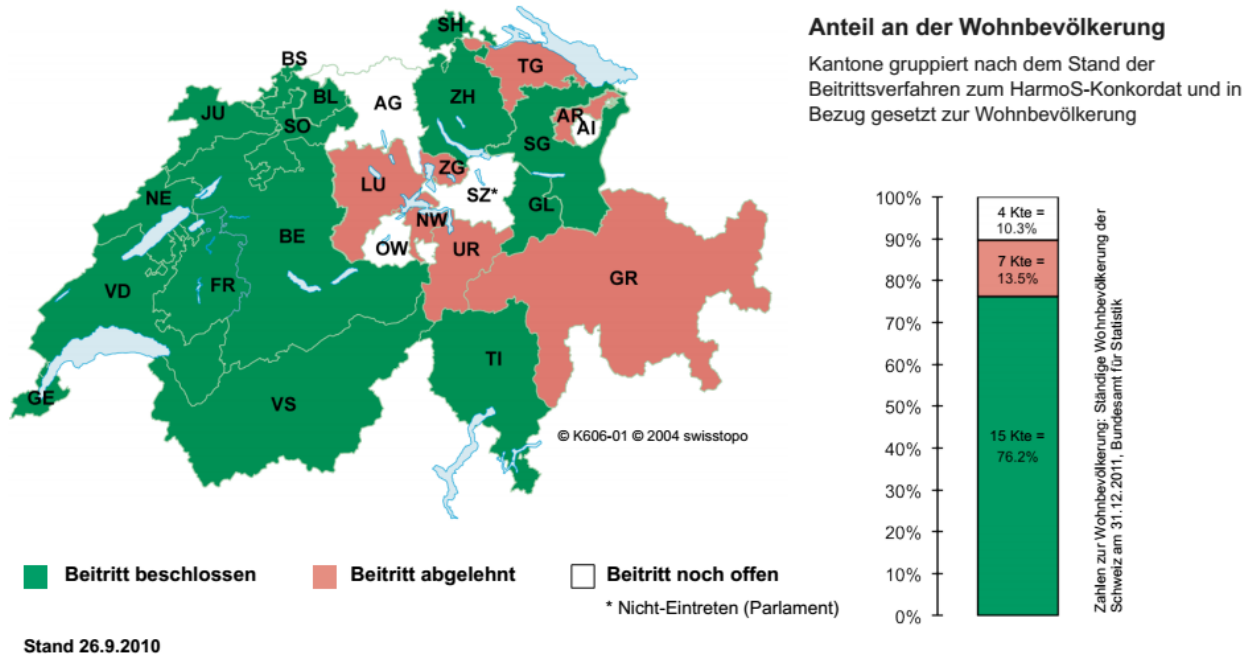 SH
BS
TG
BL
AG
ZH
JU
SO
AR
AI
SG
ZG
LU
SZ*
NE
GL
NW
BE
OW
UR
GR
FR
VD
TI
GE
VS
© K606-01 © 2004 swisstopo
Beitritt beschlossen
Beitritt abgelehnt
Beitritt noch offen
* Nicht-Eintreten (Parlament)
Stand 26.9.2010
Anteil an der Wohnbevölkerung
Kantone gruppiert nach dem Stand der
Beitrittsverfahren zum HarmoS-Konkordat und in
Bezug gesetzt zur Wohnbevölkerung
100%
90%
80%
70%
60%
50%
40%
30%
20%
10%
0%
4 Kte =
10.3%
7 Kte =
13.5%
15 Kte =
76.2%
Zahlen zur Wohnbevölkerung: Ständige Wohnbevölkerung der
Schweiz am 31.12.2011, Bundesamt für Statistik